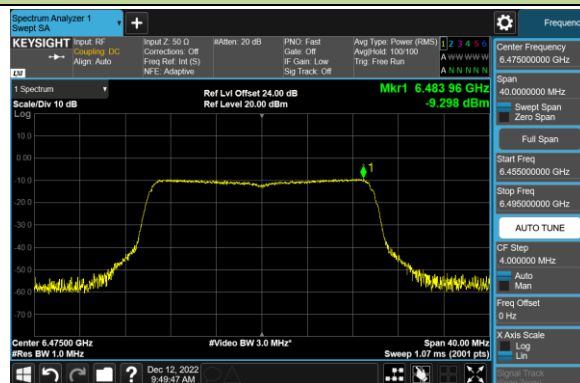 Spectrum Analyzer 1
Swept SA
+
Frequen
KEYSIGHT
Input: RF
Coupling: DC
Align: Auto
Input Z: 50 Ω
Corrections: Off
Freq Ref: Int (S)
NFE: Adaptive
#Atten: 20 dB
PNO: Fast
Gate: Off
IF Gain: Low
Sig Track: Off
Avg Type: Power (RMS)
Avg|Hold: 100/100
Trig: Free Run
1 2 3 4 5 6
A W W W W W
A N N N N N
LXI
1 Spectrum
Scale/Div 10 dB
Log
Ref Lvl Offset 24.00 dB
Ref Level 20.00 dBm
Mkr1 6.483 96 GHz
-9.298 dBm
10.0
0.00
-10.0
-20.0
-30.0
-40.0
-50.0
-60.0
-70.0
1
Center 6.47500 GHz
#Res BW 1.0 MHz
#Video BW 3.0 MHz*
Span 40.00 MHz
Sweep 1.07 ms (2001 pts)
Center Frequency
6.475000000 GHz
Span
40.0000000 MHz
Swept Span
Zero Span
Full Span
Start Freq
6.455000000 GHz
Stop Freq
6.495000000 GHz
AUTO TUNE
CF Step
4.000000 MHz
Auto
Man
Freq Offset
0 Hz
X Axis Scale
Log
Lin
Signal Track
?
Dec 12, 2022
9:49:47 AM